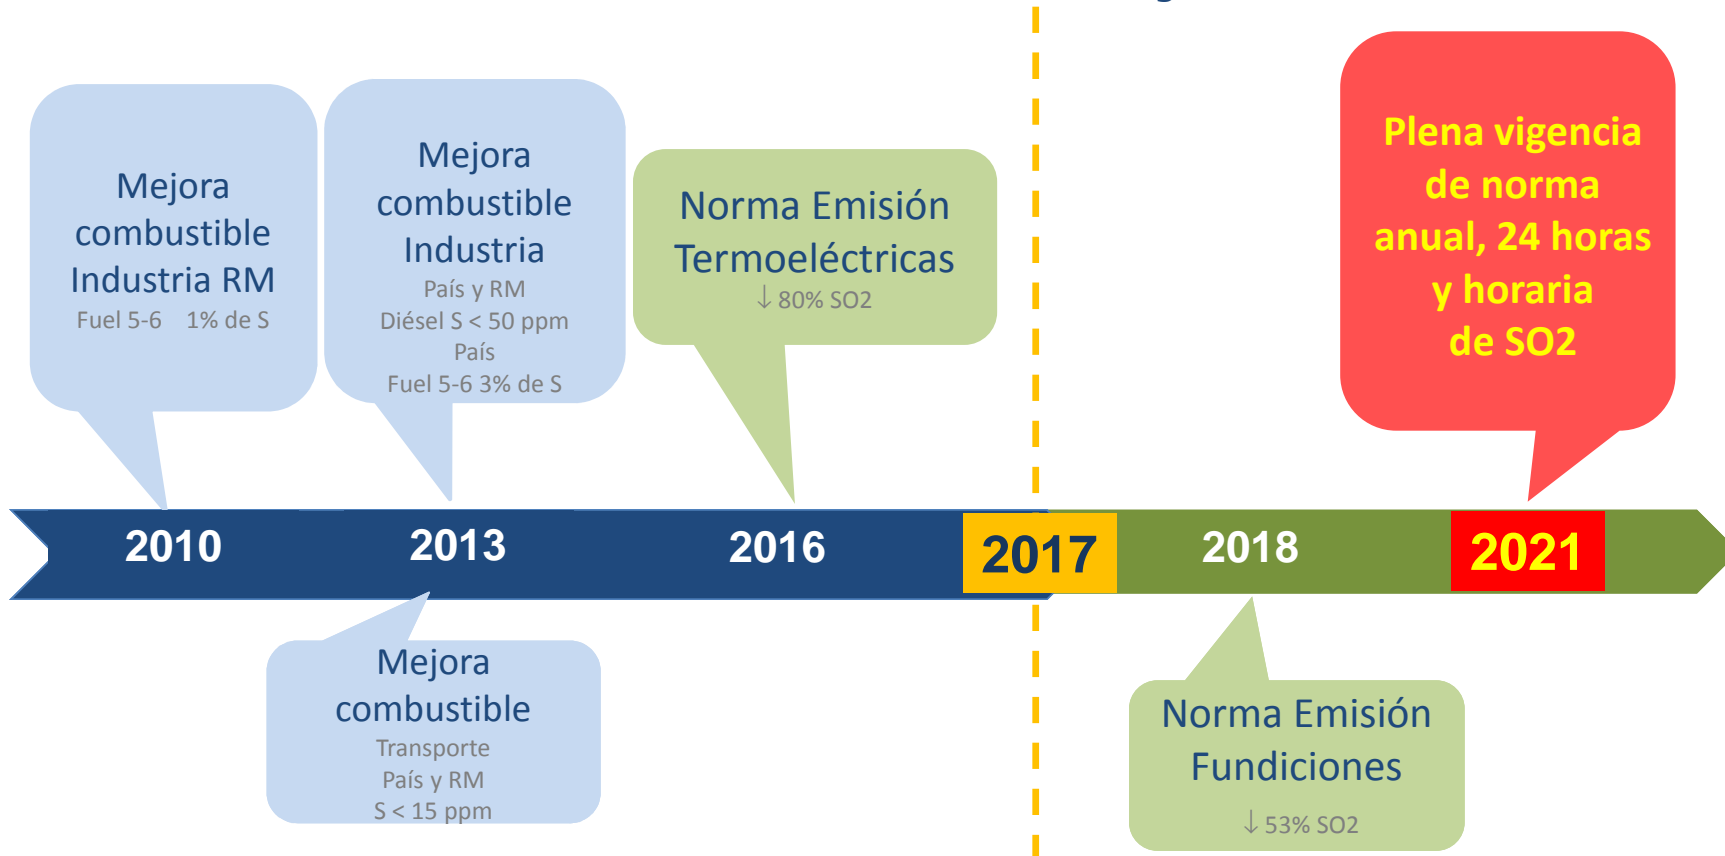 Mejora
combustible
Industria RM
Fuel 5-6 1% de S
Mejora
combustible
Industria
País y RM
Diésel S < 50 ppm
País
Fuel 5-6 3% de S
Norma Emisión
Termoeléctricas
↓ 80% SO2
Plena vigencia
de norma
anual, 24 horas
y horaria
de SO2
2010
2013
2016
2017
2018
2021
Mejora
combustible
Transporte
País y RM
S < 15 ppm
Norma Emisión
Fundiciones
↓ 53% SO2